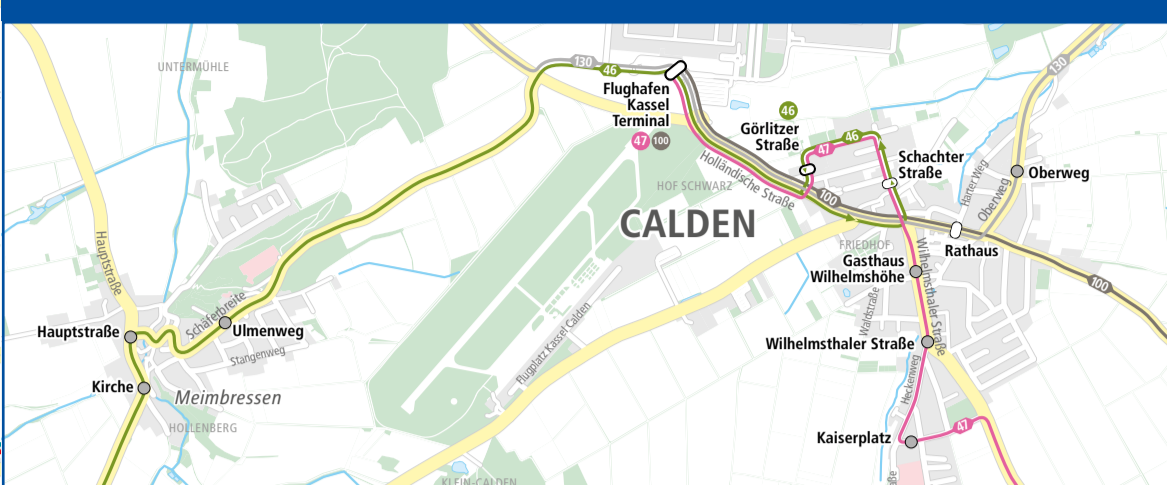 UNTERMÜHLE
130
46
Flughafen
Kassel
Terminal
47 100
46
Görlitzer
Straße
46
47
Schachter
Straße
130
Oberweg
Harter Weg
Oberweg
Holländische Straße
HOF SCHWARZ
100
CALDEN
FRIEDHOF
Rathaus
Gasthaus
Wilhelmshöhe
Wilhelmsthaler Straße
100
Hauptstraße
Hauptstraße
Schäferbreite
Ulmenweg
Stangenweg
Flugplatz Kassel Calden
Waldstraße
Wilhelmsthaler Straße
Heckenweg
Kirche
Meimbressen
HOLLENBERG
Kaiserplatz
47
KLEIN-CALDEN